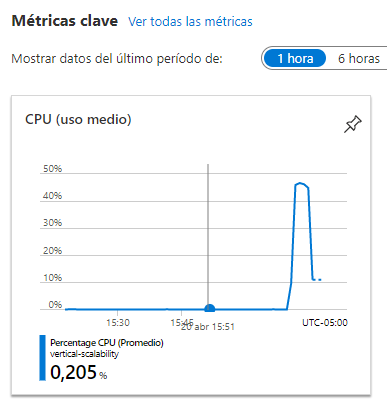 Métricas clave Ver todas las métricas
Mostrar datos del último período de: 1 hora 6 horas
CPU (uso medio)
50%
40%
30%
20%
10%
0%
15:30 15:45 20 abr 15:51 UTC-05:00
Percentage CPU (Promedio)
vertical-scalability
0,205 %